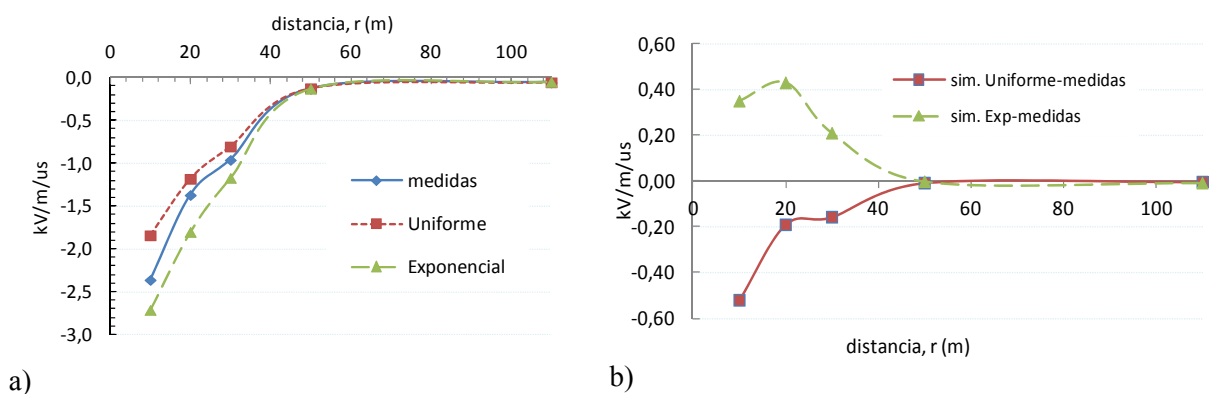 distancia, r (m)
0 20 40 60 80 100
0,0
-0,5
-1,0
-1,5
-2,0
-2,5
-3,0
kV/m/us
medidas
Uniforme
Exponencial
a)
0,60
0,40
0,20
0,00
-0,20
-0,40
-0,60
kV/m/us
0 20 40 60 80 100
sim. Uniforme-medidas
sim. Exp-medidas
distancia, r (m)
b)